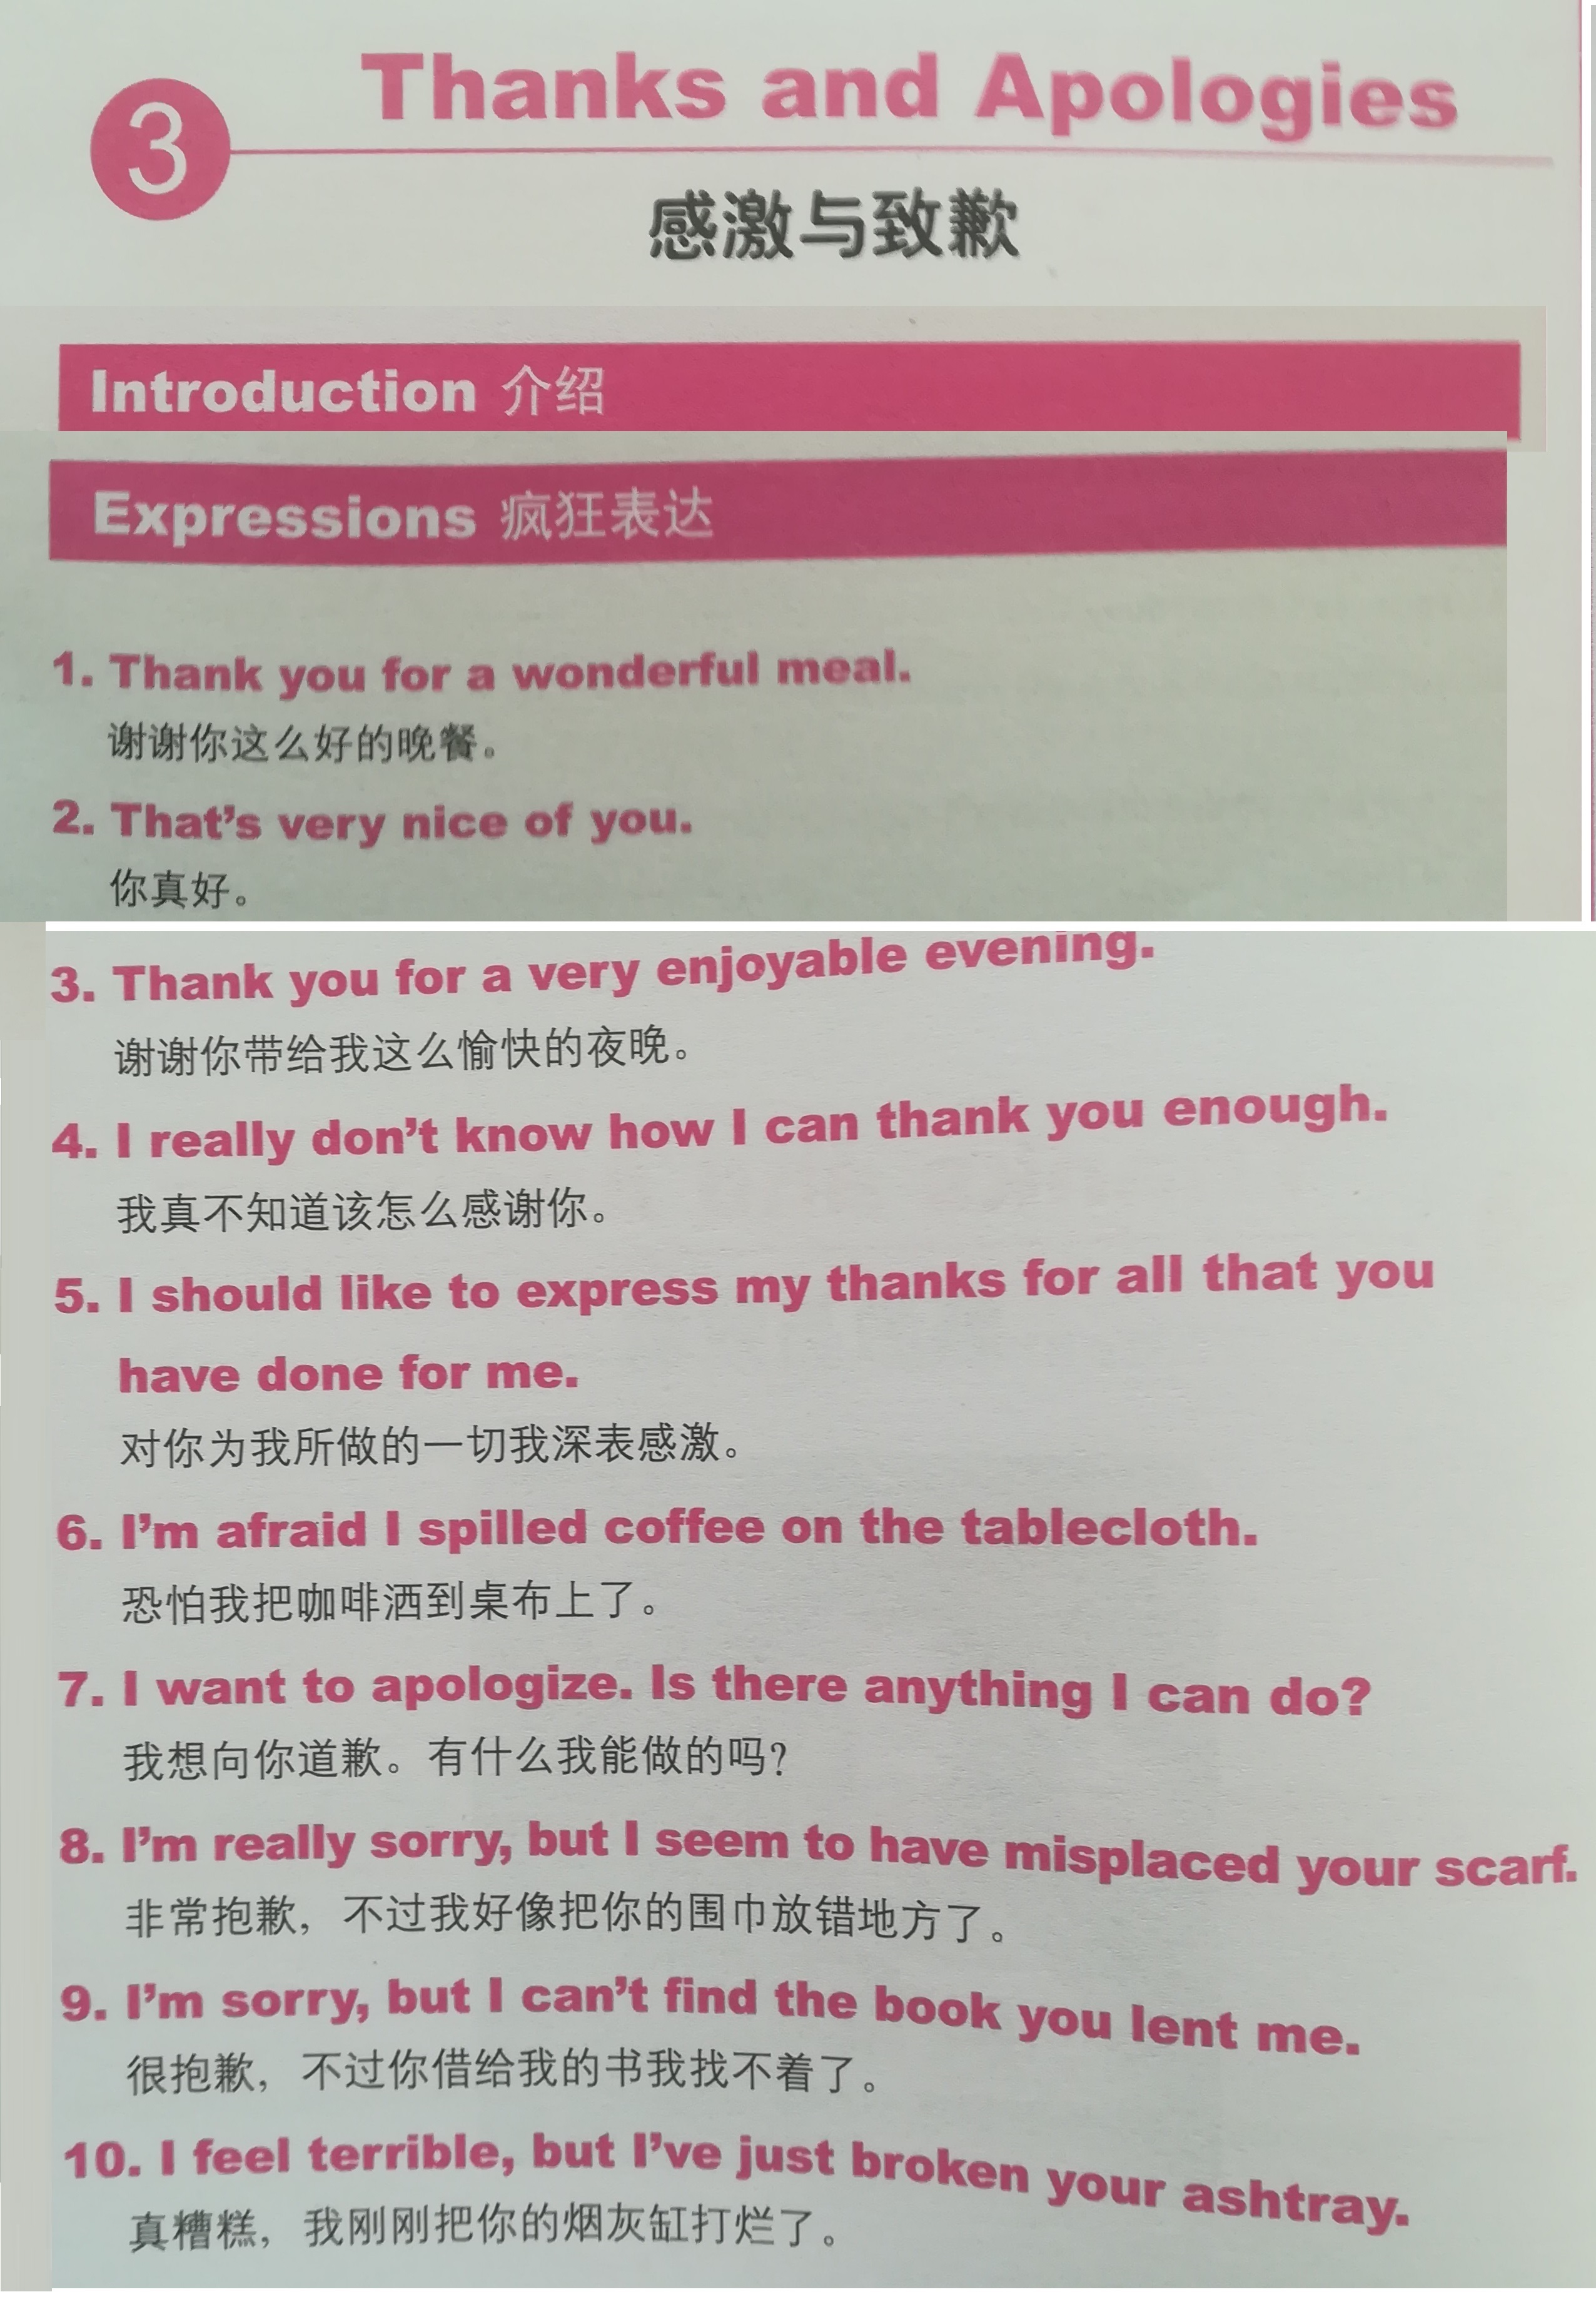 Thanks and Apologies
3
感激与致歉
Introduction 介绍
Expressions 疯狂表达
1. Thank you for a wonderful meal.
谢谢你这么好的晚餐。
2. That's very nice of you.
你真好。
3. Thank you for a very enjoyable evening.
谢谢你带给我这么愉快的夜晚。
4. I really don't know how I can thank you enough.
我真不知道该怎么感谢你。
5. I should like to express my thanks for all that you
have done for me.
对你为我所做的一切我深表感激。
6. I'm afraid I spilled coffee on the tablecloth.
恐怕我把咖啡洒到桌布上了。
7. I want to apologize. Is there anything I can do?
我想向你道歉。有什么我能做的吗?
8. I'm really sorry, but I seem to have misplaced your scarf.
非常抱歉，不过我好像把你的围巾放错地方了。
9. I'm sorry, but I can't find the book you lent me.
很抱歉，不过你借给我的书我找不着了。
10. I feel terrible, but I've just broken your ashtray.
真糟糕，我刚刚把你的烟灰缸打烂了。